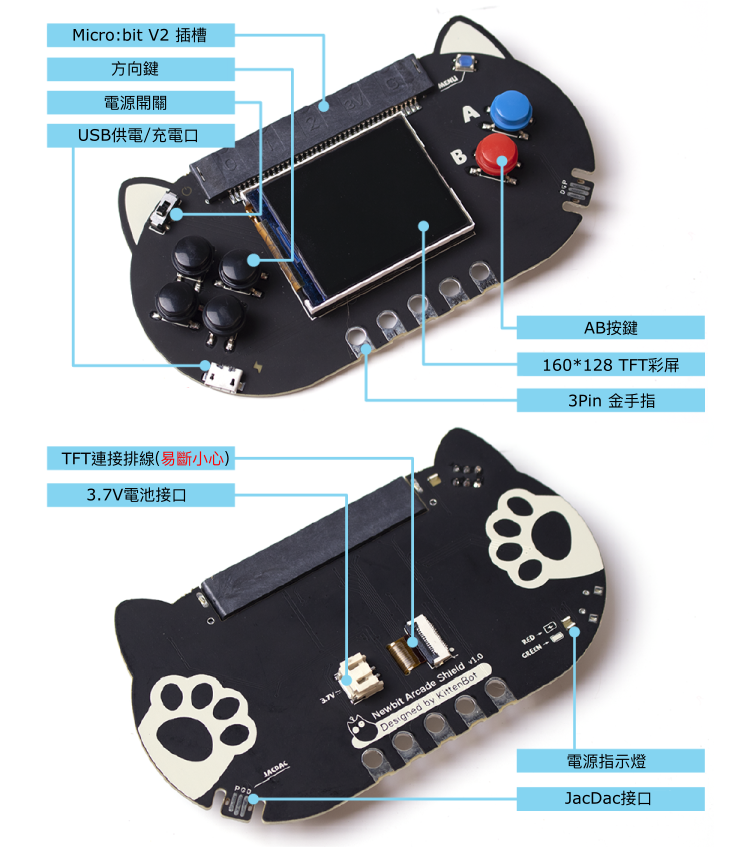 Micro:bit V2 插槽
方向鍵
電源開關
USB供電/充電口
MENU
A
B
DSP
AB按鍵
160*128 TFT彩屏
3Pin 金手指
TFT連接排線(易斷小心)
3.7V電池接口
RED
GREEN
3.7V
Newbit Arcade Shield v1.0
Designed by KittenBot
JACDAC
電源指示燈
JacDac接口